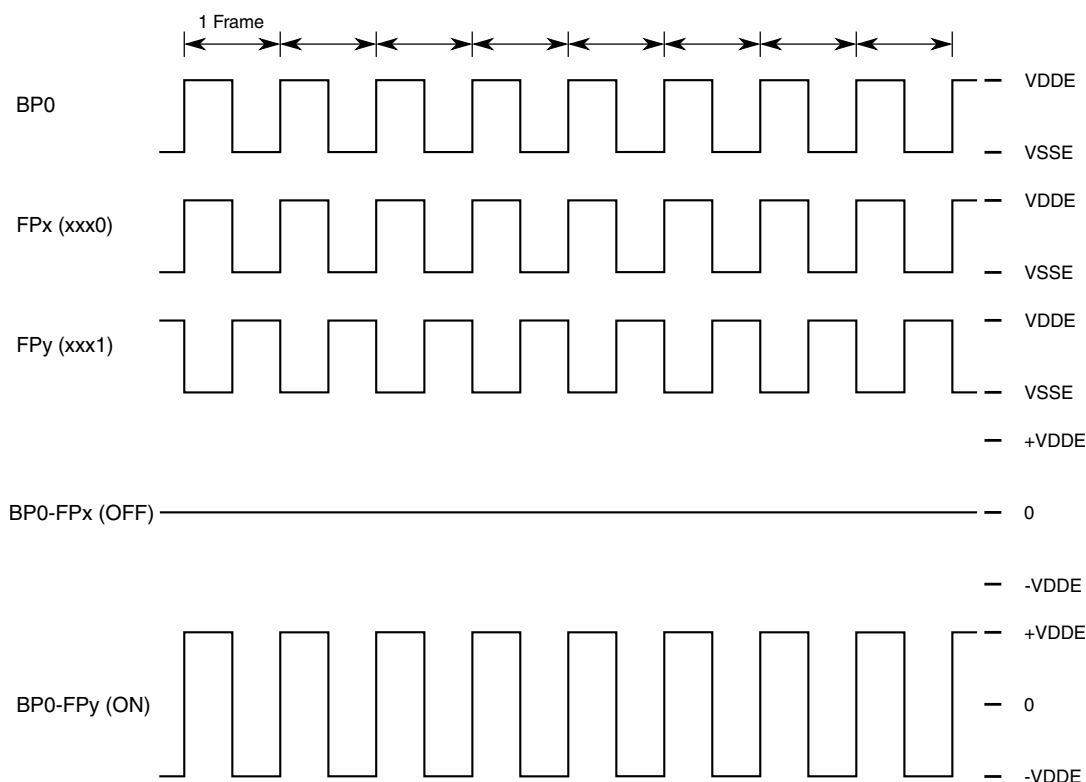 1 Frame
BP0
VDDE
VSSE
FPx (xxx0)
VDDE
VSSE
FPy (xxx1)
VDDE
VSSE
+VDDE
BP0-FPx (OFF)
0
-VDDE
+VDDE
BP0-FPy (ON)
0
-VDDE